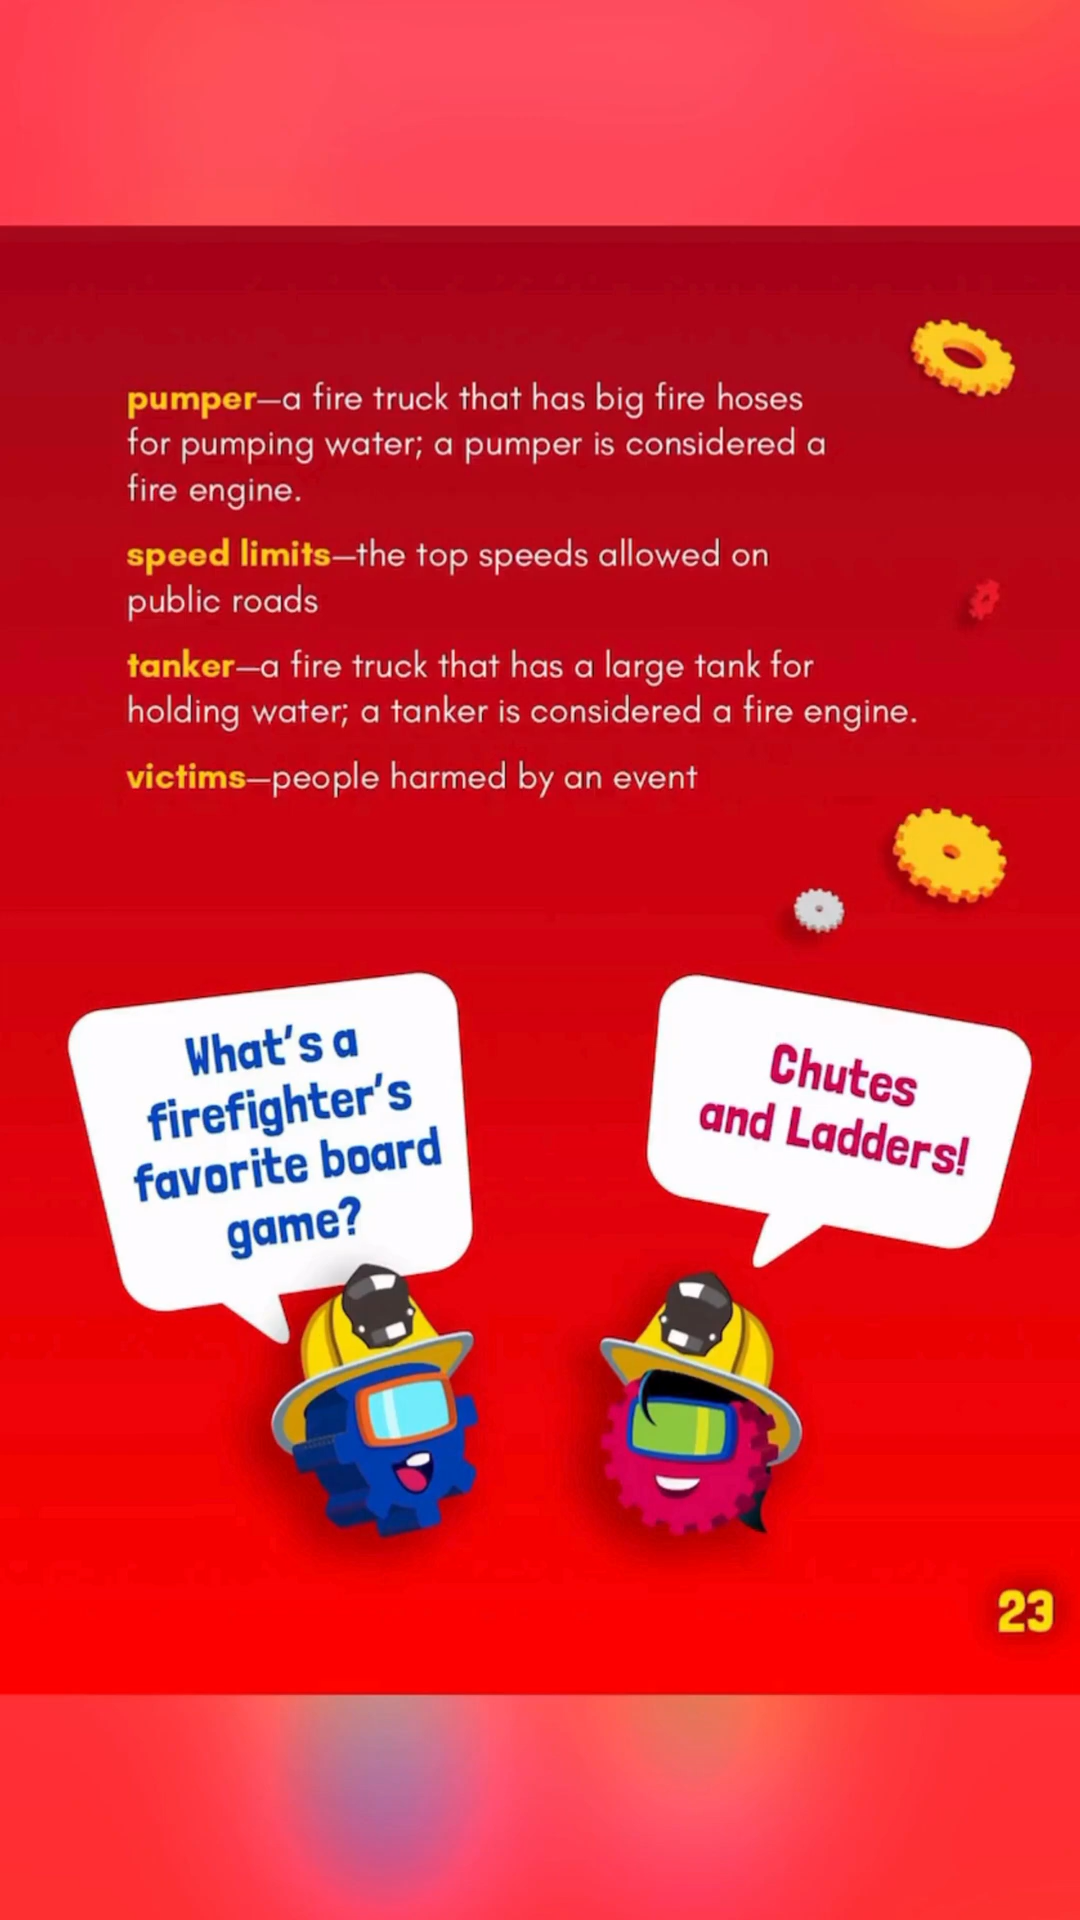 pumper—a fire truck that has big fire hoses
for pumping water; a pumper is considered a
fire engine.
speed limits—the top speeds allowed on
public roads
tanker—a fire truck that has a large tank for
holding water; a tanker is considered a fire engine.
victims—people harmed by an event
What's a
firefighter's
favorite board
game?
Chutes
and Ladders!
23